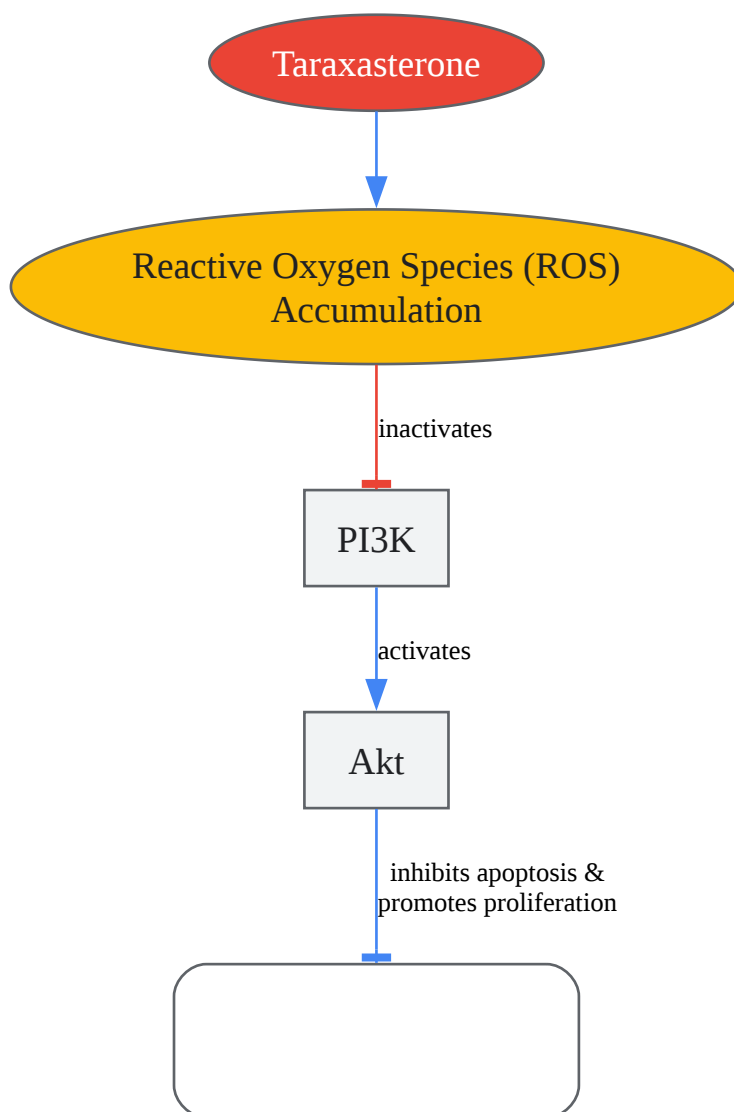 Taraxasterone
Reactive Oxygen Species (ROS)
Accumulation
inactivates
PI3K
activates
Akt
inhibits apoptosis &
promotes proliferation